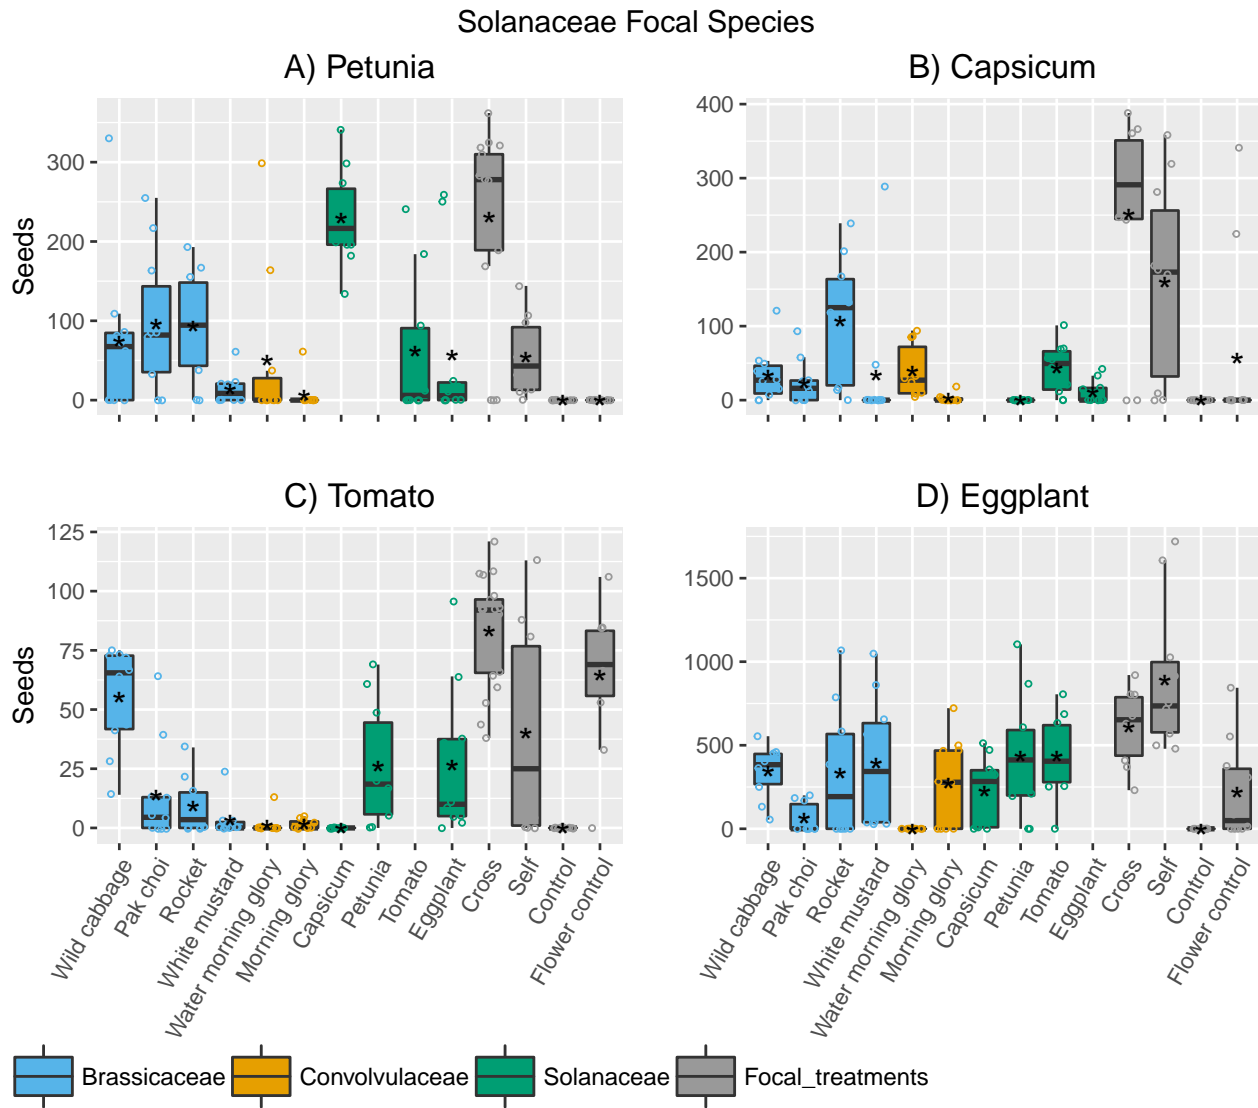 Solanaceae Focal Species
A) Petunia
B) Capsicum
Seeds
300
200
100
0
400
300
200
100
0
C) Tomato
D) Eggplant
Seeds
125
100
75
50
25
0
1500
1000
500
0
Wild cabbage
Pak choi
Rocket
White mustard
Water morning glory
Morning glory
Capsicum
Petunia
Tomato
Eggplant
Cross
Self
Control
Flower control
Wild cabbage
Pak choi
Rocket
White mustard
Water morning glory
Morning glory
Capsicum
Petunia
Tomato
Eggplant
Cross
Self
Control
Flower control
Brassicaceae
Convolvulaceae
Solanaceae
Focal_treatments